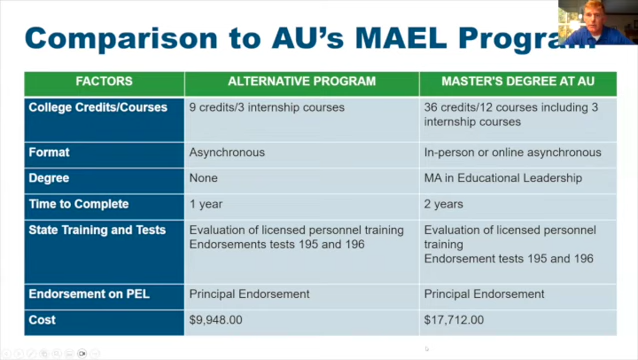 Comparison to AU's MAEL Program
FACTORS
ALTERNATIVE PROGRAM
MASTER'S DEGREE AT AU
College Credits/Courses
9 credits/3 internship courses
36 credits/12 courses including 3
internship courses
Format
Asynchronous
In-person or online asynchronous
Degree
None
MA in Educational Leadership
Time to Complete
1 year
2 years
State Training and Tests
Evaluation of licensed personnel training
Endorsements tests 195 and 196
Evaluation of licensed personnel
training
Endorsement tests 195 and 196
Endorsement on PEL
Principal Endorsement
Principal Endorsement
Cost
$9,948.00
$17,712.00